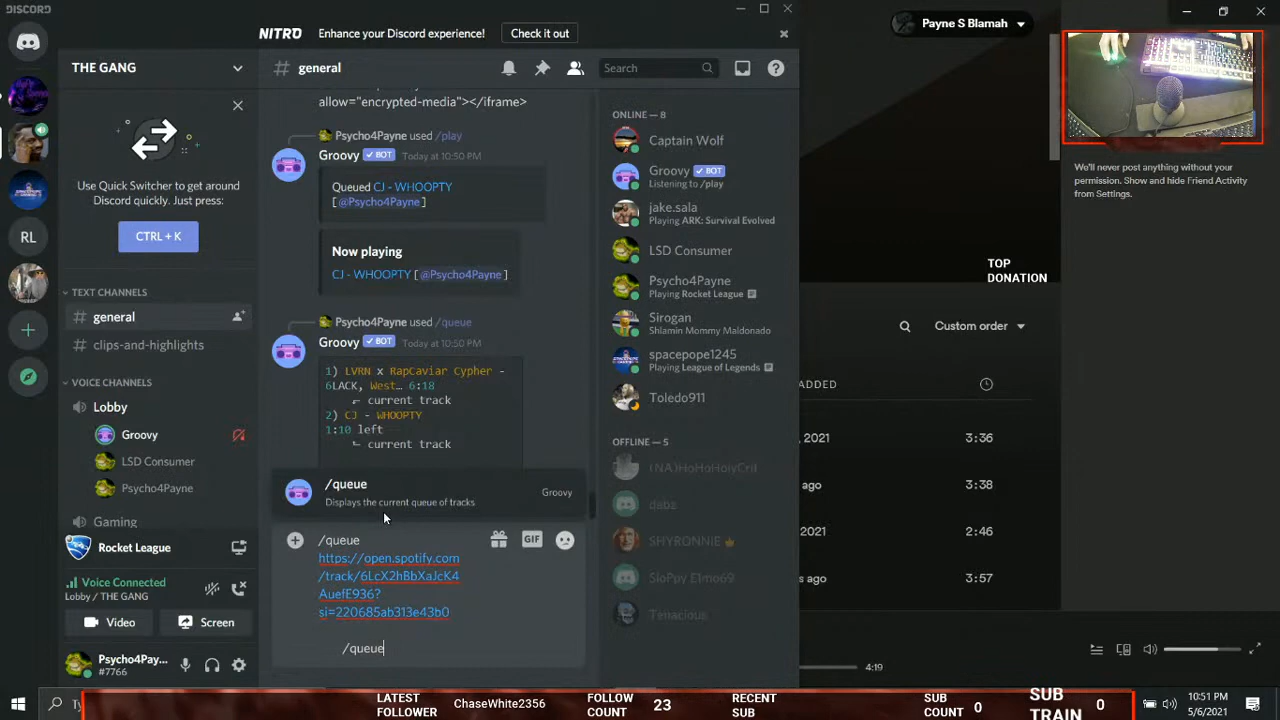 DISCORD
NITRO Enhance your Discord experience! Check it out
Payne S Blamah
THE GANG
# general
Search
allow="encrypted-media"></iframe>
Psycho4Payne used /play
Groovy BOT Today at 10:50 PM
Queued CJ - WHOOPTY
[ @Psycho4Payne ]
Now playing
CJ - WHOOPTY [ @Psycho4Payne ]
Psycho4Payne used /queue
Groovy BOT Today at 10:50 PM
1) LVRN x RapCaviar Cypher -
6LACK, West… 6:18
current track
2) CJ - WHOOPTY
1:10 left
current track
/queue
Displays the current queue of tracks
Groovy
/queue
https://open.spotify.com
/track/6LcX2hBbXaJcK4
AuefE936?
si=220685ab313e43b0
/queue
GIF
Use Quick Switcher to get around
Discord quickly. Just press:
CTRL + K
TEXT CHANNELS
# general
# clips-and-highlights
VOICE CHANNELS
Lobby
Groovy
LSD Consumer
Psycho4Payne
Gaming
RL
Rocket League
Voice Connected
Lobby / THE GANG
Video
Screen
Psycho4Pay...
#7766
ONLINE — 8
Captain Wolf
Groovy BOT
Listening to /play
jake.sala
Playing ARK: Survival Evolved
LSD Consumer
Psycho4Payne
Playing Rocket League
Sirogan
Shlamin Mommy Maldonado
spacepope1245
Playing League of Legends
Toledo911
OFFLINE — 5
(NA)HoHoHolyCrit
dabz
SHYRONNIE
SloPpy E1mo69
Tenacious
We'll never post anything without your
permission. Show and hide Friend Activity
from Settings.
TOP
DONATION
Custom order
ADDED
, 2021 3:36
ago 3:38
2:46
s ago 3:57
4:19
LATEST
FOLLOWER
ChaseWhite2356
FOLLOW
COUNT
23
RECENT
SUB
SUB
COUNT
0
SUB
TRAIN
0
10:51 PM
5/6/2021